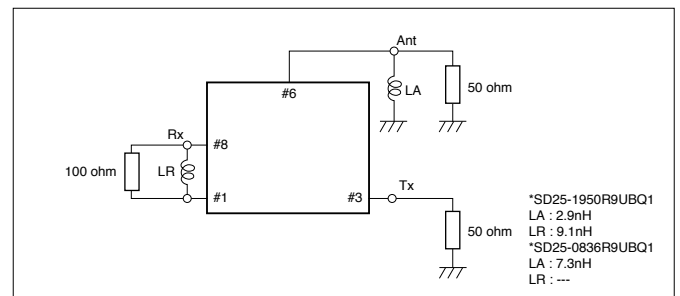 Ant
#6
LA
50 ohm
Rx
#8
100 ohm
LR
#1
#3
Tx
50 ohm
*SD25-1950R9UBQ1
LA : 2.9nH
LR : 9.1nH
*SD25-0836R9UBQ1
LA : 7.3nH
LR : ---